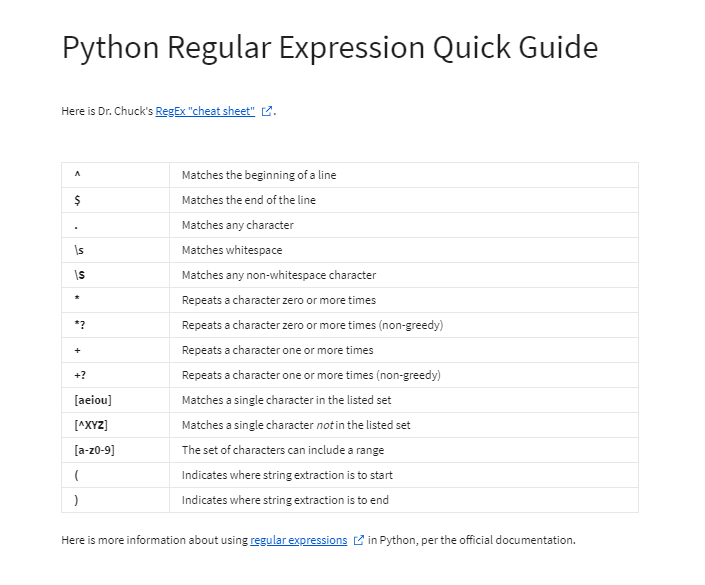 Python Regular Expression Quick Guide
Here is Dr. Chuck's RegEx "cheat sheet" .
^ Matches the beginning of a line
$ Matches the end of the line
. Matches any character
\s Matches whitespace
\S Matches any non-whitespace character
* Repeats a character zero or more times
*? Repeats a character zero or more times (non-greedy)
+ Repeats a character one or more times
+? Repeats a character one or more times (non-greedy)
[aeiou] Matches a single character in the listed set
[^XYZ] Matches a single character not in the listed set
[a-z0-9] The set of characters can include a range
( Indicates where string extraction is to start
) Indicates where string extraction is to end
Here is more information about using regular expressions in Python, per the official documentation.